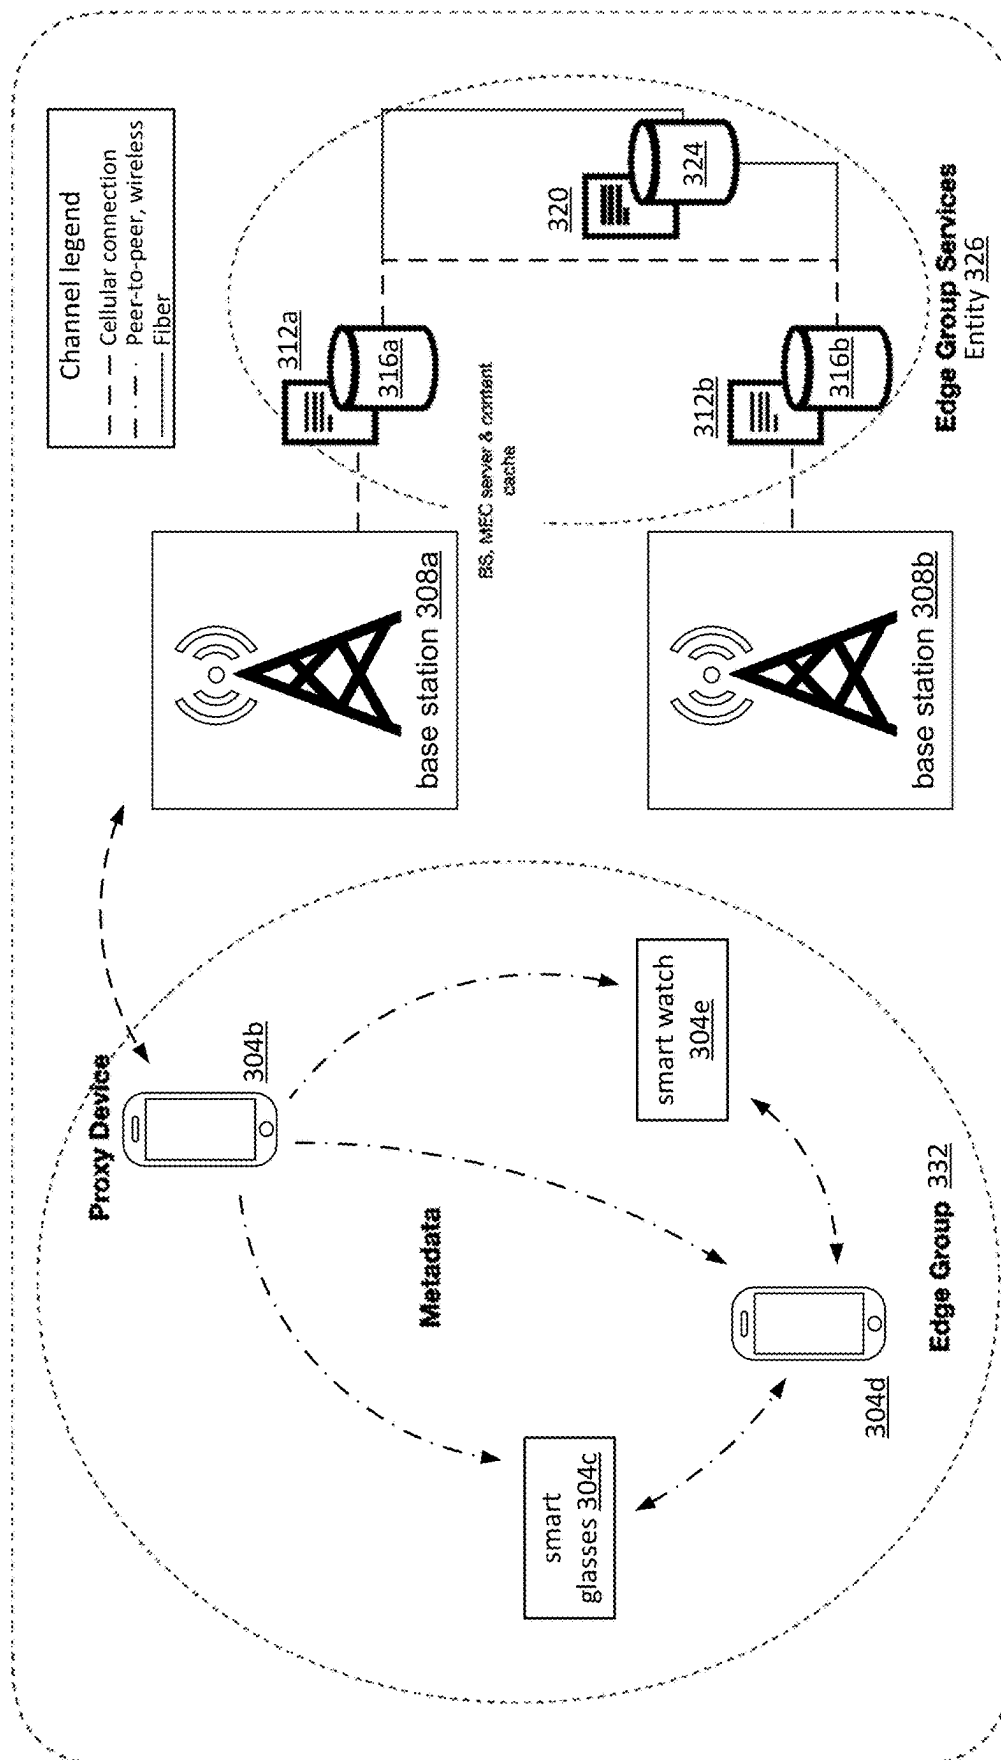 Channel legend
Cellular connection
Peer-to-peer, wireless
Fiber
Proxy Device
304b
Metadata
smart
glasses 304c
304d
smart watch
304e
Edge Group 332
base station 308a
base station 308b
312a
316a
BS, MEC server & content
cache
312b
316b
320
324
Edge Group Services
Entity 326